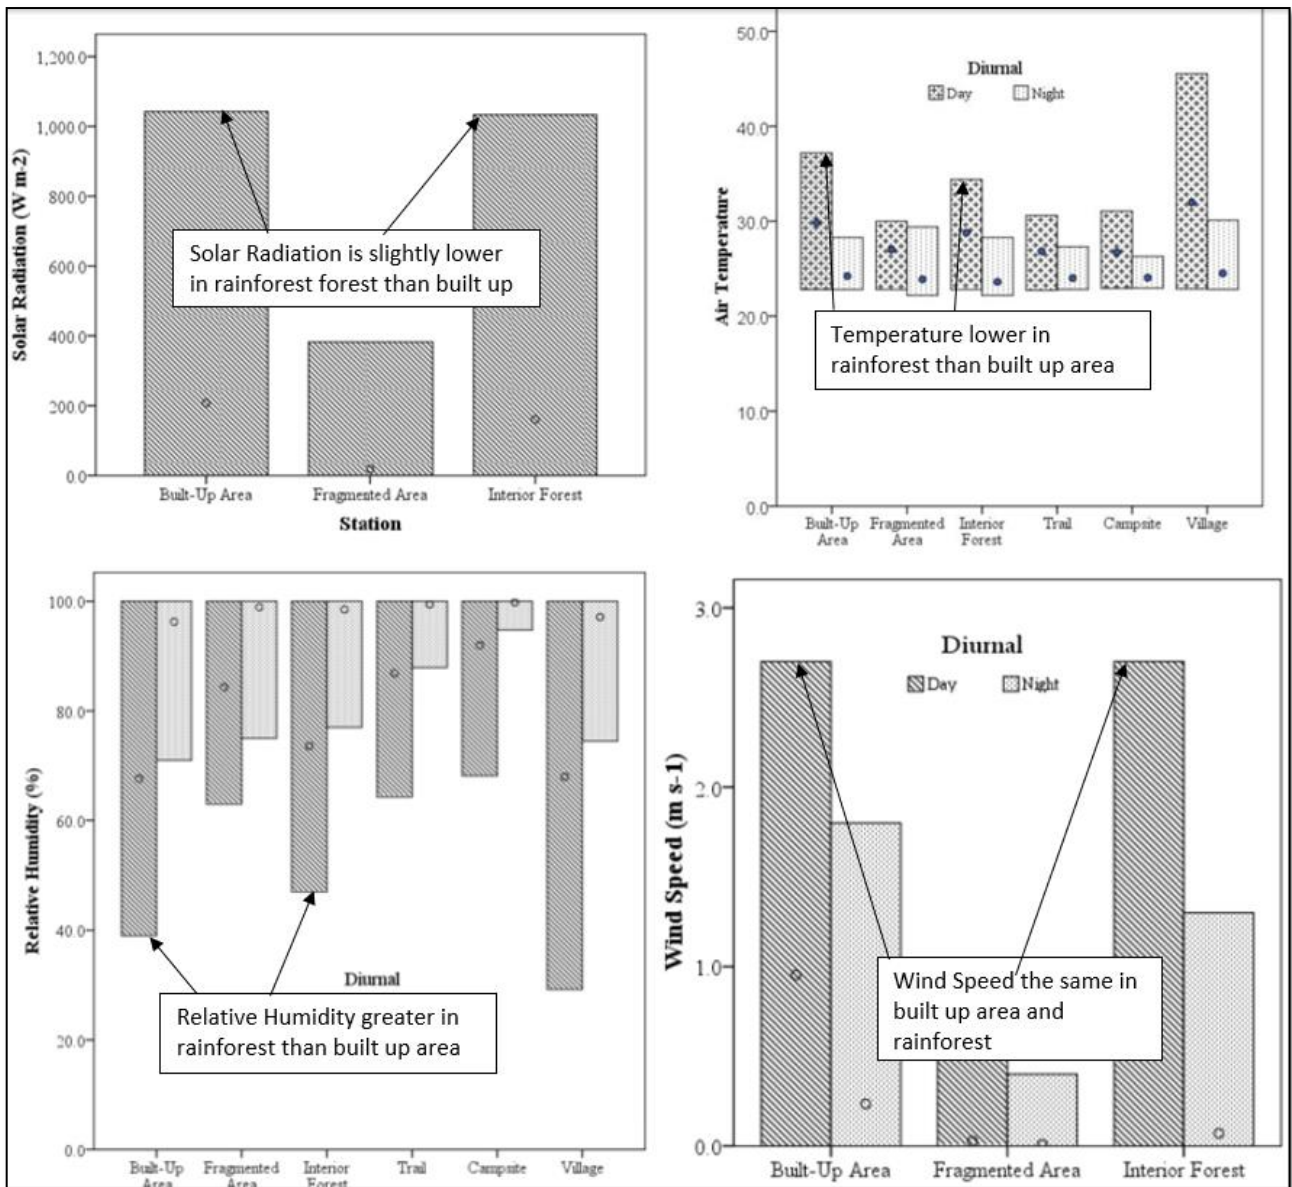 1,200.0
1,000.0
800.0
600.0
400.0
200.0
0.0
Solar Radiation (W m-2)
Solar Radiation is slightly lower
in rainforest forest than built up
Built-Up Area
Fragmented Area
Interior Forest
Station
50.0
40.0
30.0
20.0
10.0
0.0
Air Temperature
Diurnal
Day
Night
Temperature lower in
rainforest than built up area
Built-Up
Area
Fragmented
Area
Interior
Forest
Trail
Campsite
Village
100.0
80.0
60.0
40.0
20.0
0.0
Relative Humidity (%)
Diurnal
Relative Humidity greater in
rainforest than built up area
Built-Up
Area
Fragmented
Area
Interior
Forest
Trail
Campsite
Village
3.0
2.0
1.0
0.0
Wind Speed (m s-1)
Diurnal
Day
Night
Wind Speed the same in
built up area and
rainforest
Built-Up Area
Fragmented Area
Interior Forest